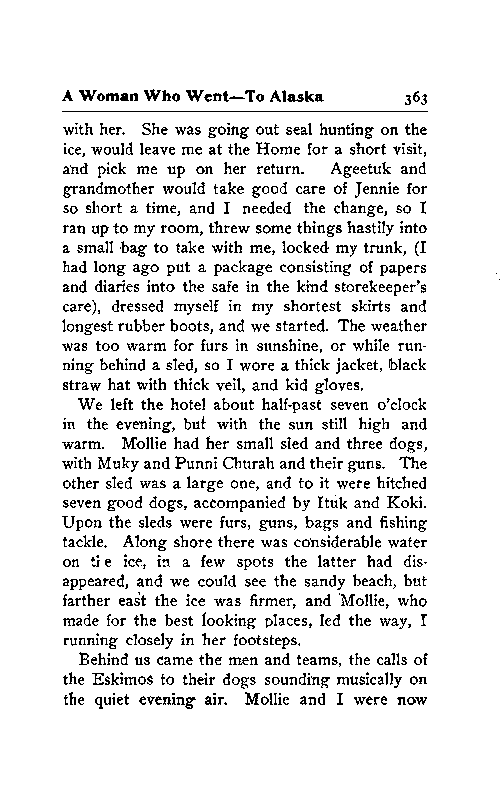 A Woman Who Went—To Alaska 363
with her. She was going out seal hunting on the
ice, would leave me at the Home for a short visit,
and pick me up on her return. Ageetuk and
grandmother would take good care of Jennie for
so short a time, and I needed the change, so I
ran up to my room, threw some things hastily into
a small bag to take with me, locked my trunk, (I
had long ago put a package consisting of papers
and diaries into the safe in the kind storekeeper's
care), dressed myself in my shortest skirts and
longest rubber boots, and we started. The weather
was too warm for furs in sunshine, or while run-
ning behind a sled, so I wore a thick jacket, black
straw hat with thick veil, and kid gloves.
We left the hotel about half-past seven o'clock
in the evening, but with the sun still high and
warm. Mollie had her small sled and three dogs,
with Muky and Punni Churah and their guns. The
other sled was a large one, and to it were hitched
seven good dogs, accompanied by Ituk and Koki.
Upon the sleds were furs, guns, bags and fishing
tackle. Along shore there was considerable water
on tie ice, in a few spots the latter had dis-
appeared, and we could see the sandy beach, but
farther east the ice was firmer, and Mollie, who
made for the best looking places, led the way, I
running closely in her footsteps.
Behind us came the men and teams, the calls of
the Eskimos to their dogs sounding musically on
the quiet evening air. Mollie and I were now